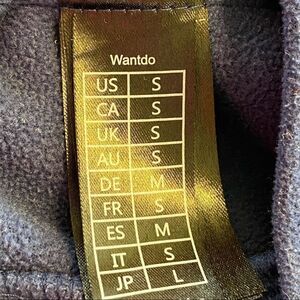 Wantdo
US S
CA S
UK S
AU S
DE M
FR S
ES M
IT S
JP L